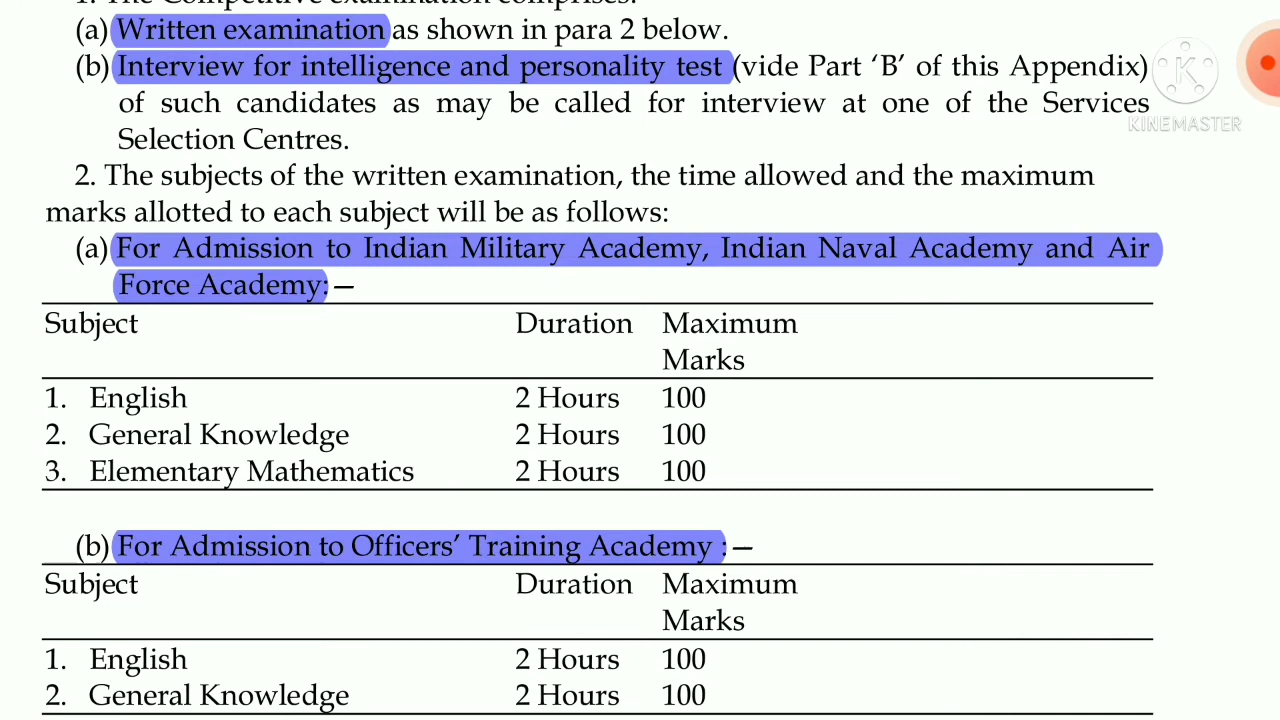 1. The Competitive examination comprises:
(a) Written examination as shown in para 2 below.
(b) Interview for intelligence and personality test (vide Part ‘B’ of this Appendix)
of such candidates as may be called for interview at one of the Services
Selection Centres.
2. The subjects of the written examination, the time allowed and the maximum
marks allotted to each subject will be as follows:
(a) For Admission to Indian Military Academy, Indian Naval Academy and Air
Force Academy:—
Subject Duration Maximum
Marks
1. English 2 Hours 100
2. General Knowledge 2 Hours 100
3. Elementary Mathematics 2 Hours 100
(b) For Admission to Officers’ Training Academy :—
Subject Duration Maximum
Marks
1. English 2 Hours 100
2. General Knowledge 2 Hours 100
K
KINEMASTER